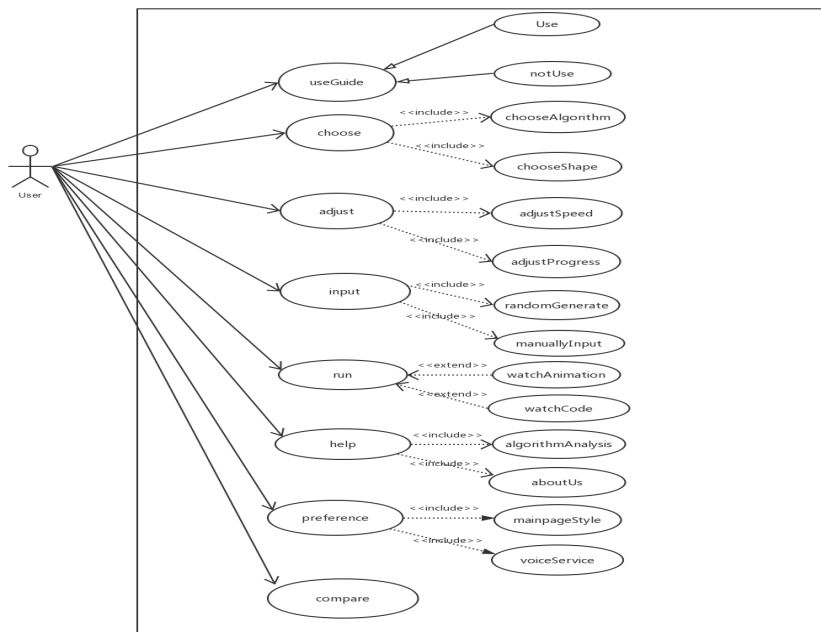 Use
notUse
useGuide
<<include>>
chooseAlgorithm
choose
<<include>>
chooseShape
User
<<include>>
adjust
adjustSpeed
<<include>>
adjustProgress
<<include>>
input
randomGenerate
<<include>>
manuallyInput
<<extend>>
run
watchAnimation
<<extend>>
watchCode
<<include>>
help
algorithmAnalysis
<<include>>
aboutUs
<<include>>
preference
mainpageStyle
<<include>>
voiceService
compare